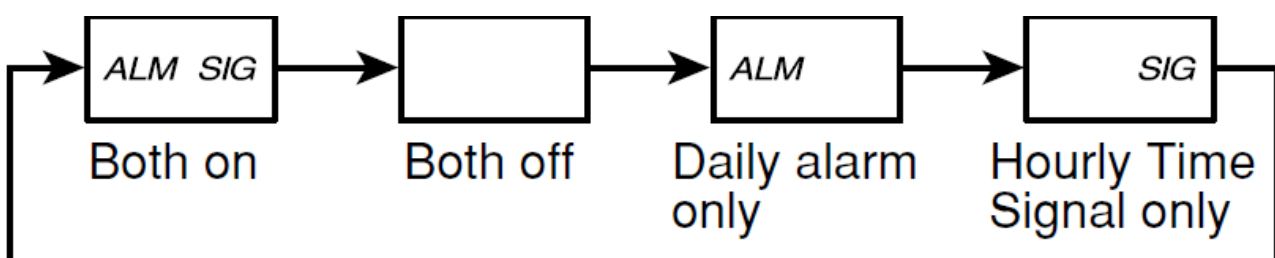 ALM SIG
ALM
SIG
Both on
Both off
Daily alarm
only
Hourly Time
Signal only